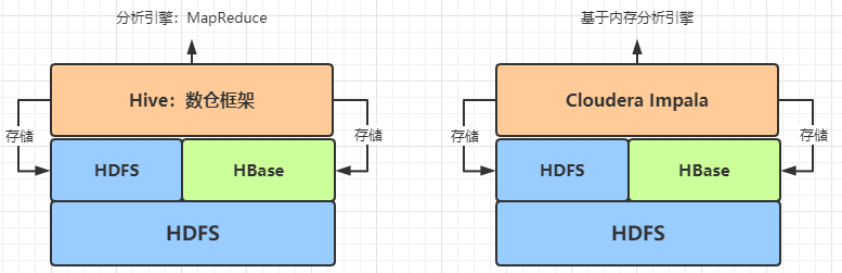 分析引擎：MapReduce
Hive：数仓框架
存储
存储
HDFS
HBase
HDFS
基于内存分析引擎
Cloudera Impala
存储
存储
HDFS
HBase
HDFS